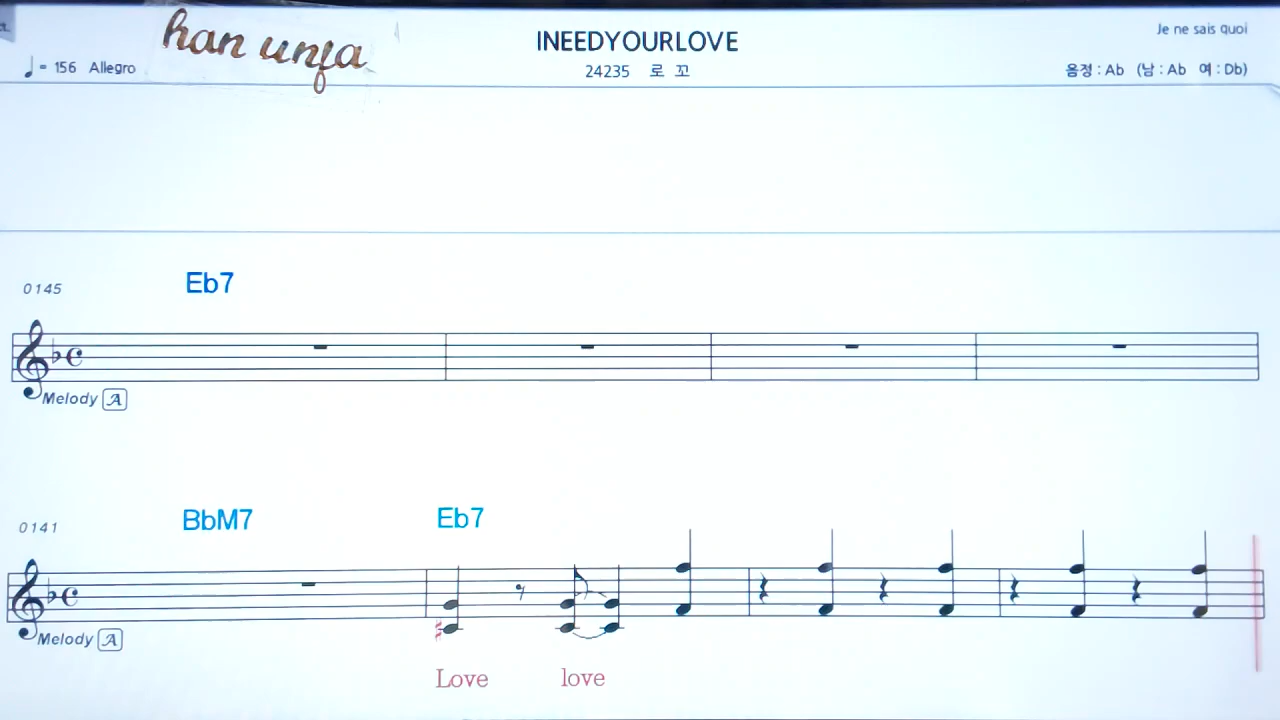 han unfa
INEEDYOURLOVE
Je ne sais quoi
= 156 Allegro
24235 로 꼬
음정 : Ab (남 : Ab 여 : Db)
0145 Eb7
Melody A
0141 BbM7 Eb7
Melody A
Love love